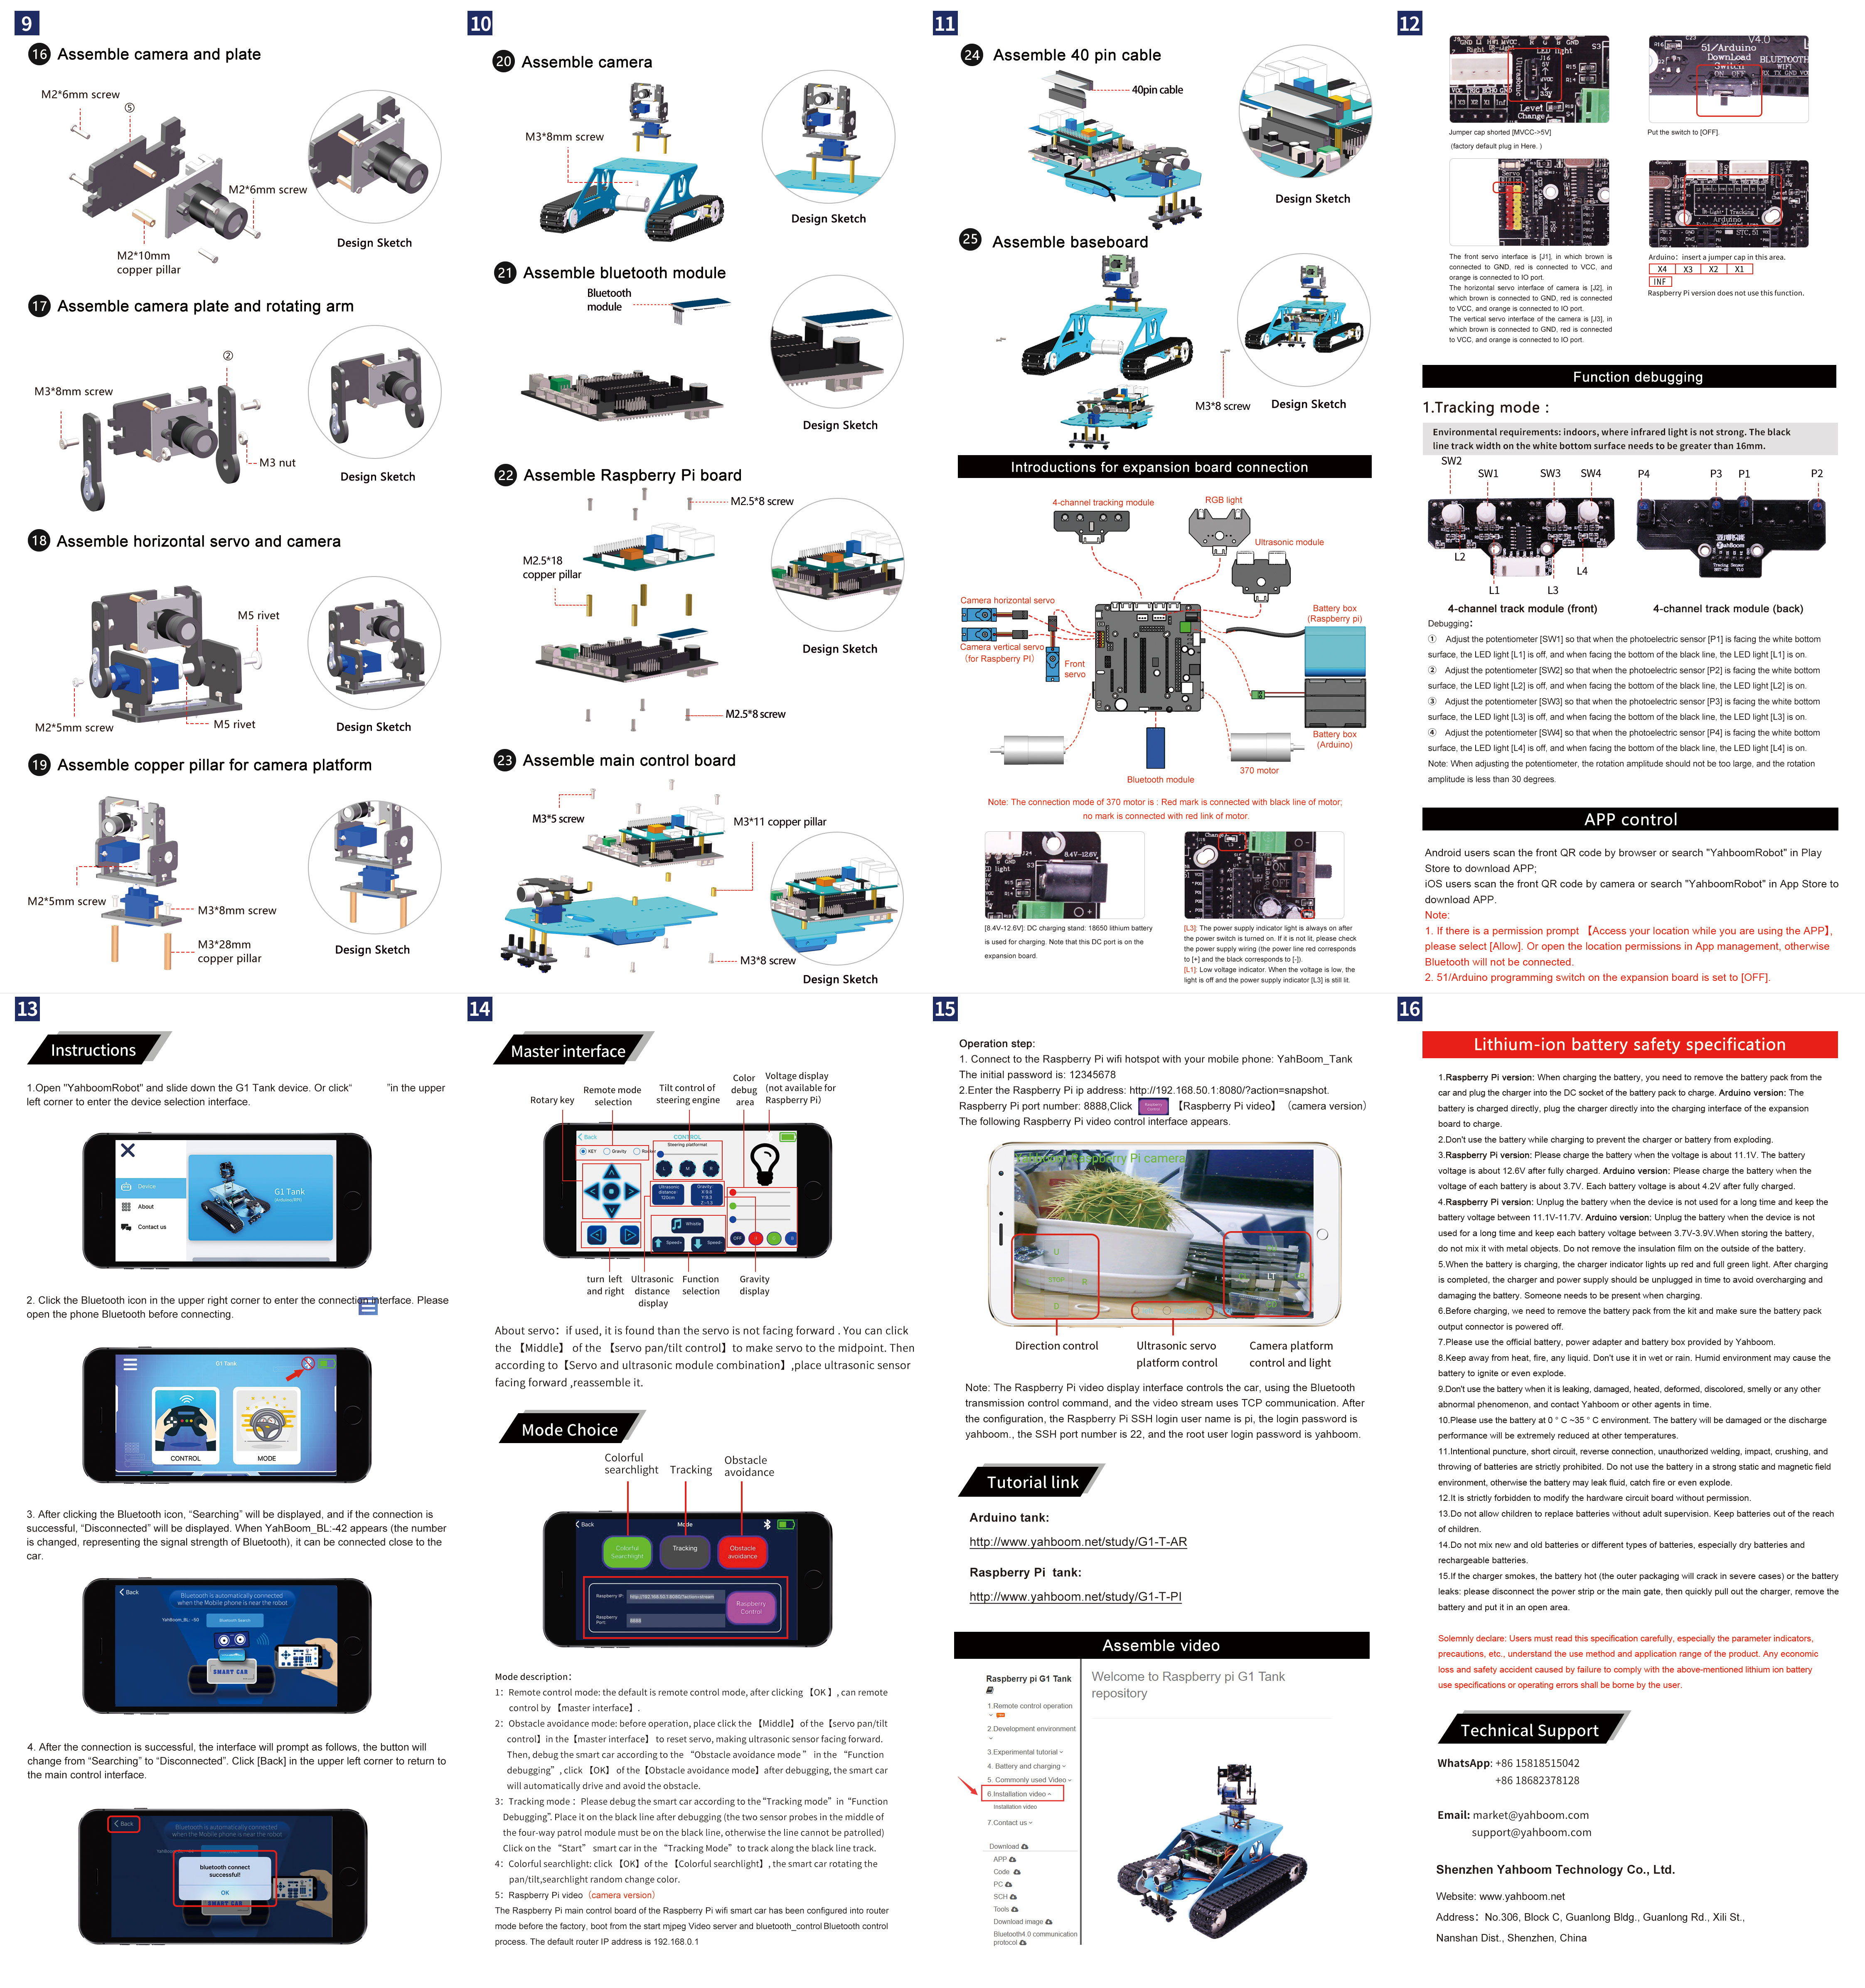 9
16 Assemble camera and plate
M2*6mm screw
⑤
M2*6mm screw
M2*10mm
copper pillar
Design Sketch
17 Assemble camera plate and rotating arm
②
M3*8mm screw
M3 nut
Design Sketch
18 Assemble horizontal servo and camera
M5 rivet
M2*5mm screw
M5 rivet
Design Sketch
19 Assemble copper pillar for camera platform
M2*5mm screw
M3*8mm screw
M3*28mm
copper pillar
Design Sketch
10
20 Assemble camera
M3*8mm screw
Design Sketch
21 Assemble bluetooth module
Bluetooth
module
Design Sketch
22 Assemble Raspberry Pi board
M2.5*8 screw
M2.5*18
copper pillar
Design Sketch
M2.5*8 screw
23 Assemble main control board
M3*5 screw
M3*11 copper pillar
M3*8 screw
Design Sketch
11
24 Assemble 40 pin cable
40pin cable
Design Sketch
25 Assemble baseboard
M3*8 screw
Design Sketch
Introductions for expansion board connection
4-channel tracking module
RGB light
Ultrasonic module
Camera horizontal servo
Camera vertical servo
(for Raspberry PI)
Front
servo
Battery box
(Raspberry pi)
Battery box
(Arduino)
370 motor
Bluetooth module
Note: The connection mode of 370 motor is : Red mark is connected with black line of motor;
no mark is connected with red link of motor.
J24
S3
8.4V-12.6V
[8.4V-12.6V]: DC charging stand: 18650 lithium battery
is used for charging. Note that this DC port is on the
expansion board.
Power
ON
OFF
[L3]: The power supply indicator light is always on after
the power switch is turned on. If it is not lit, please check
the power supply wiring (the power line red corresponds
to [+] and the black corresponds to [-]).
[L1]: Low voltage indicator. When the voltage is low, the
light is off and the power supply indicator [L3] is still lit.
12
Ultrasonic
J16
5V
MVCC
3.3V
Level
Change
Jumper cap shorted [MVCC->5V]
(factory default plug in Here. )
V4.0
51/Arduino
DownLoad
Switch
ON OFF
BLUETOOTH
Put the switch to [OFF].
Servo
The front servo interface is [J1], in which brown is
connected to GND, red is connected to VCC, and
orange is connected to IO port.
The horizontal servo interface of camera is [J2], in
which brown is connected to GND, red is connected
to VCC, and orange is connected to IO port.
The vertical servo interface of the camera is [J3], in
which brown is connected to GND, red is connected
to VCC, and orange is connected to IO port.
Tracking
Arduino
Arduino: insert a jumper cap in this area.
X4 X3 X2 X1
INF
Raspberry Pi version does not use this function.
Function debugging
1.Tracking mode :
Environmental requirements: indoors, where infrared light is not strong. The black
line track width on the white bottom surface needs to be greater than 16mm.
SW2
SW1 SW3 SW4 P4 P3 P1 P2
L2
L4
L1 L3
4-channel track module (front) 4-channel track module (back)
Debugging:
① Adjust the potentiometer [SW1] so that when the photoelectric sensor [P1] is facing the white bottom
surface, the LED light [L1] is off, and when facing the bottom of the black line, the LED light [L1] is on.
② Adjust the potentiometer [SW2] so that when the photoelectric sensor [P2] is facing the white bottom
surface, the LED light [L2] is off, and when facing the bottom of the black line, the LED light [L2] is on.
③ Adjust the potentiometer [SW3] so that when the photoelectric sensor [P3] is facing the white bottom
surface, the LED light [L3] is off, and when facing the bottom of the black line, the LED light [L3] is on.
④ Adjust the potentiometer [SW4] so that when the photoelectric sensor [P4] is facing the white bottom
surface, the LED light [L4] is off, and when facing the bottom of the black line, the LED light [L4] is on.
Note: When adjusting the potentiometer, the rotation amplitude should not be too large, and the rotation
amplitude is less than 30 degrees.
APP control
Android users scan the front QR code by browser or search "YahboomRobot" in Play
Store to download APP;
iOS users scan the front QR code by camera or search "YahboomRobot" in App Store to
download APP.
Note:
1. If there is a permission prompt 【Access your location while you are using the APP】,
please select [Allow]. Or open the location permissions in App management, otherwise
Bluetooth will not be connected.
2. 51/Arduino programming switch on the expansion board is set to [OFF].
13
Instructions
1.Open "YahboomRobot" and slide down the G1 Tank device. Or click“ ”in the upper
left corner to enter the device selection interface.
Device
About
Contact us
G1 Tank
(Arduino/RPi)
2. Click the Bluetooth icon in the upper right corner to enter the connection interface. Please
open the phone Bluetooth before connecting.
G1 Tank
CONTROL
MODE
3. After clicking the Bluetooth icon, “Searching” will be displayed, and if the connection is
successful, “Disconnected” will be displayed. When YahBoom_BL:-42 appears (the number
is changed, representing the signal strength of Bluetooth), it can be connected close to the
car.
Back
Bluetooth is automatically connected
when the Mobile phone is near the robot
YahBoom_BL: -50
Bluetooth Search
SMART CAR
4. After the connection is successful, the interface will prompt as follows, the button will
change from “Searching” to “Disconnected”. Click [Back] in the upper left corner to return to
the main control interface.
Back
Bluetooth is automatically connected
when the Mobile phone is near the robot
bluetooth connect
successful!
OK
SMART CAR
14
Master interface
Rotary key
Remote mode
selection
Tilt control of
steering engine
Color
debug
area
Voltage display
(not available for
Raspberry Pi)
Back
CONTROL
KEY Gravity Rocker
Steering platformat
L M R
Ultrasonic
distance:
120cm
Gravity:
Whistle
Speed+ Speed-
OFF R G B
turn left
and right
Ultrasonic
distance
display
Function
selection
Gravity
display
About servo: if used, it is found than the servo is not facing forward . You can click
the 【Middle】 of the 【servo pan/tilt control】 to make servo to the midpoint. Then
according to【Servo and ultrasonic module combination】,place ultrasonic sensor
facing forward ,reassemble it.
Mode Choice
Colorful
searchlight
Tracking
Obstacle
avoidance
Back
Mode
Colorful
Searchlight
Tracking
Obstacle
avoidance
Raspberry IP: http://192.168.50.1:8080/?action=stream
Raspberry
Port: 8888
Raspberry
Control
Mode description:
1: Remote control mode: the default is remote control mode, after clicking 【OK】, can remote
control by 【master interface】.
2: Obstacle avoidance mode: before operation, place click the 【Middle】of the【servo pan/tilt
control】in the【master interface】 to reset servo, making ultrasonic sensor facing forward.
Then, debug the smart car according to the “Obstacle avoidance mode ” in the “Function
debugging” , click 【OK】 of the【Obstacle avoidance mode】after debugging, the smart car
will automatically drive and avoid the obstacle.
3: Tracking mode : Please debug the smart car according to the“Tracking mode”in “Function
Debugging”. Place it on the black line after debugging (the two sensor probes in the middle of
the four-way patrol module must be on the black line, otherwise the line cannot be patrolled)
Click on the “Start” smart car in the “Tracking Mode”to track along the black line track.
4: Colorful searchlight: click 【OK】of the 【Colorful searchlight】, the smart car rotating the
pan/tilt,searchlight random change color.
5: Raspberry Pi video（camera version）
The Raspberry Pi main control board of the Raspberry Pi wifi smart car has been configured into router
mode before the factory, boot from the start mjpeg Video server and bluetooth_control Bluetooth control
process. The default router IP address is 192.168.0.1
15
Operation step:
1. Connect to the Raspberry Pi wifi hotspot with your mobile phone: YahBoom_Tank
The initial password is: 12345678
2.Enter the Raspberry Pi ip address: http://192.168.50.1:8080/?action=snapshot.
Raspberry Pi port number: 8888,Click Raspberry Control 【Raspberry Pi video】（camera version）
The following Raspberry Pi video control interface appears.
Yahboom Raspberry Pi camera
U
STOP R
D
LT
Direction control
Ultrasonic servo
platform control
Camera platform
control and light
Note: The Raspberry Pi video display interface controls the car, using the Bluetooth
transmission control command, and the video stream uses TCP communication. After
the configuration, the Raspberry Pi SSH login user name is pi, the login password is
yahboom., the SSH port number is 22, and the root user login password is yahboom.
Tutorial link
Arduino tank:
http://www.yahboom.net/study/G1-T-AR
Raspberry Pi tank:
http://www.yahboom.net/study/G1-T-PI
Assemble video
Raspberry pi G1 Tank
1.Remote control operation
2.Development environment
3.Experimental tutorial
4. Battery and charging
5. Commonly used Video
6.Installation video
Installation video
7.Contact us
Download
APP
Code
PC
SCH
Tools
Download image
Bluetooth4.0 communication
protocol
Welcome to Raspberry pi G1 Tank
repository
16
Lithium-ion battery safety specification
1.Raspberry Pi version: When charging the battery, you need to remove the battery pack from the
car and plug the charger into the DC socket of the battery pack to charge. Arduino version: The
battery is charged directly, plug the charger directly into the charging interface of the expansion
board to charge.
2.Don't use the battery while charging to prevent the charger or battery from exploding.
3.Raspberry Pi version: Please charge the battery when the voltage is about 11.1V. The battery
voltage is about 12.6V after fully charged. Arduino version: Please charge the battery when the
voltage of each battery is about 3.7V. Each battery voltage is about 4.2V after fully charged.
4.Raspberry Pi version: Unplug the battery when the device is not used for a long time and keep the
battery voltage between 11.1V-11.7V. Arduino version: Unplug the battery when the device is not
used for a long time and keep each battery voltage between 3.7V-3.9V.When storing the battery,
do not mix it with metal objects. Do not remove the insulation film on the outside of the battery.
5.When the battery is charging, the charger indicator lights up red and full green light. After charging
is completed, the charger and power supply should be unplugged in time to avoid overcharging and
damaging the battery. Someone needs to be present when charging.
6.Before charging, we need to remove the battery pack from the kit and make sure the battery pack
output connector is powered off.
7.Please use the official battery, power adapter and battery box provided by Yahboom.
8.Keep away from heat, fire, any liquid. Don't use it in wet or rain. Humid environment may cause the
battery to ignite or even explode.
9.Don't use the battery when it is leaking, damaged, heated, deformed, discolored, smelly or any other
abnormal phenomenon, and contact Yahboom or other agents in time.
10.Please use the battery at 0 ° C ~35 ° C environment. The battery will be damaged or the discharge
performance will be extremely reduced at other temperatures.
11.Intentional puncture, short circuit, reverse connection, unauthorized welding, impact, crushing, and
throwing of batteries are strictly prohibited. Do not use the battery in a strong static and magnetic field
environment, otherwise the battery may leak fluid, catch fire or even explode.
12.It is strictly forbidden to modify the hardware circuit board without permission.
13.Do not allow children to replace batteries without adult supervision. Keep batteries out of the reach
of children.
14.Do not mix new and old batteries or different types of batteries, especially dry batteries and
rechargeable batteries.
15.If the charger smokes, the battery hot (the outer packaging will crack in severe cases) or the battery
leaks: please disconnect the power strip or the main gate, then quickly pull out the charger, remove the
battery and put it in an open area.
Solemnly declare: Users must read this specification carefully, especially the parameter indicators,
precautions, etc., understand the use method and application range of the product. Any economic
loss and safety accident caused by failure to comply with the above-mentioned lithium ion battery
use specifications or operating errors shall be borne by the user.
Technical Support
WhatsApp: +86 15818515042
+86 18682378128
Email: market@yahboom.com
support@yahboom.com
Shenzhen Yahboom Technology Co., Ltd.
Website: www.yahboom.net
Address: No.306, Block C, Guanlong Bldg., Guanlong Rd., Xili St.,
Nanshan Dist., Shenzhen, China